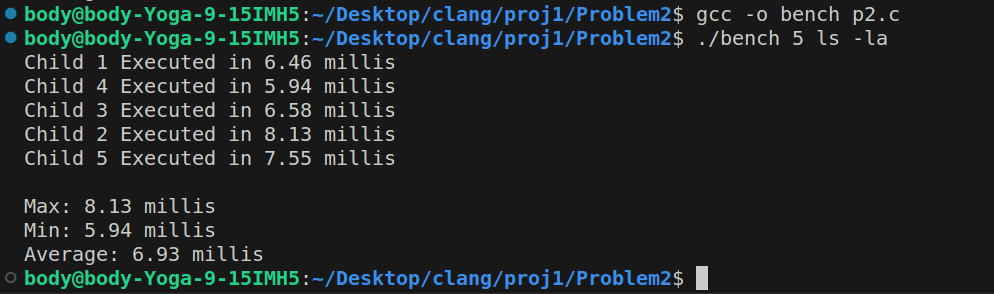 body@body-Yoga-9-15IMH5:~/Desktop/clang/proj1/Problem2$ gcc -o bench p2.c
body@body-Yoga-9-15IMH5:~/Desktop/clang/proj1/Problem2$ ./bench 5 ls -la
Child 1 Executed in 6.46 millis
Child 4 Executed in 5.94 millis
Child 3 Executed in 6.58 millis
Child 2 Executed in 8.13 millis
Child 5 Executed in 7.55 millis
Max: 8.13 millis
Min: 5.94 millis
Average: 6.93 millis
body@body-Yoga-9-15IMH5:~/Desktop/clang/proj1/Problem2$